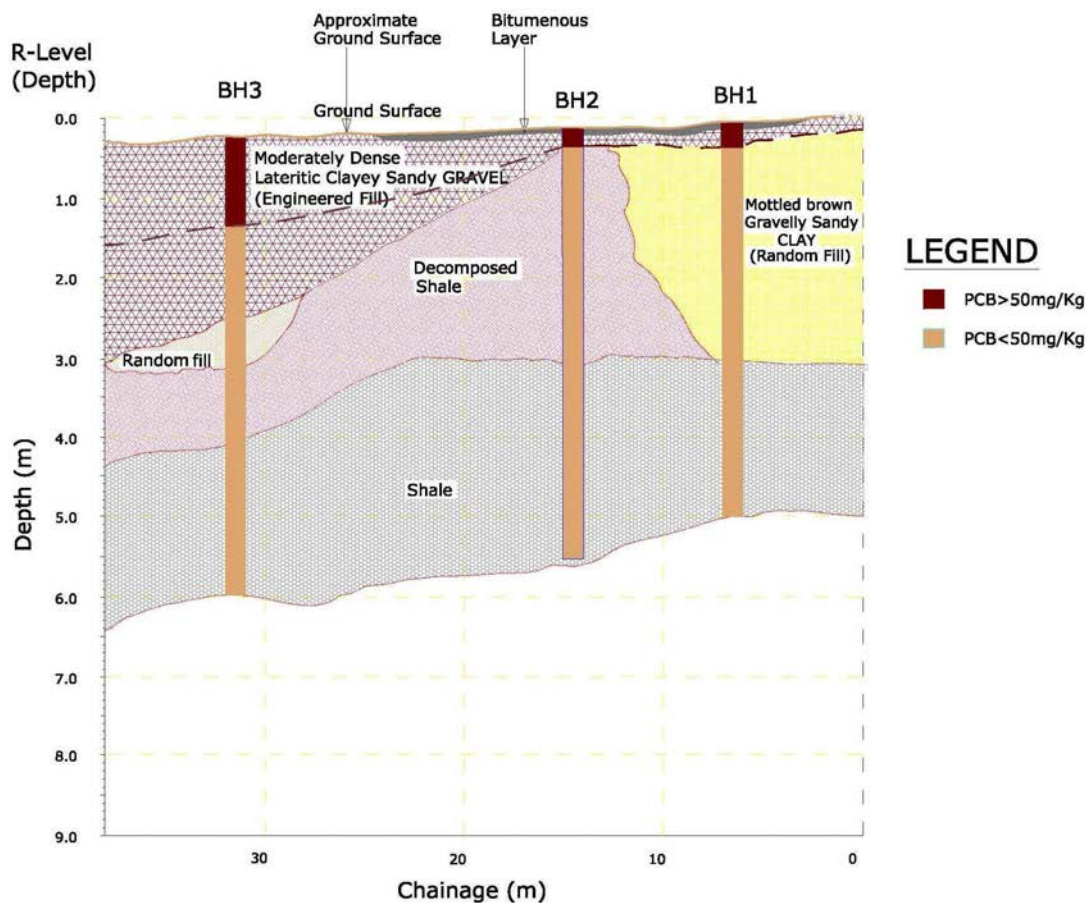 Approximate
Ground Surface
Bitumenous
Layer
R-Level
(Depth)
BH3
Ground Surface
BH2
BH1
0.0
1.0
2.0
3.0
4.0
5.0
6.0
7.0
8.0
9.0
Depth (m)
Moderately Dense
Lateritic Clayey Sandy GRAVEL
(Engineered Fill)
Mottled brown
Gravelly Sandy
CLAY
(Random Fill)
Decomposed
Shale
Random fill
Shale
LEGEND
PCB>50mg/Kg
PCB<50mg/Kg
30
20
10
0
Chainage (m)